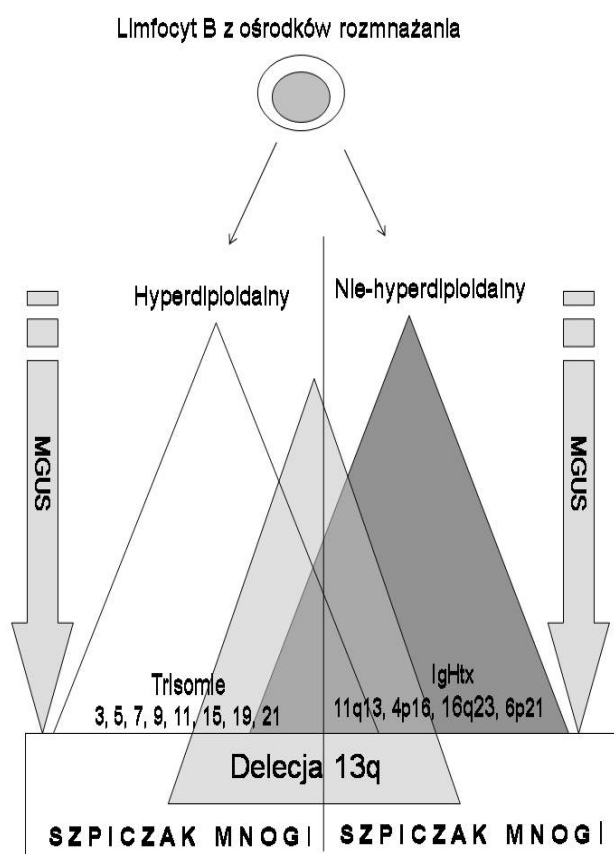 Limfocyt B z ośrodków rozmnażania
Hyperdiploidalny
Nie-hyperdiploidalny
MGUS
MGUS
Trisomie
3, 5, 7, 9, 11, 15, 19, 21
IgHtx
11q13, 4p16, 16q23, 6p21
Delecja 13q
SZPICZAK MNOGI
SZPICZAK MNOGI